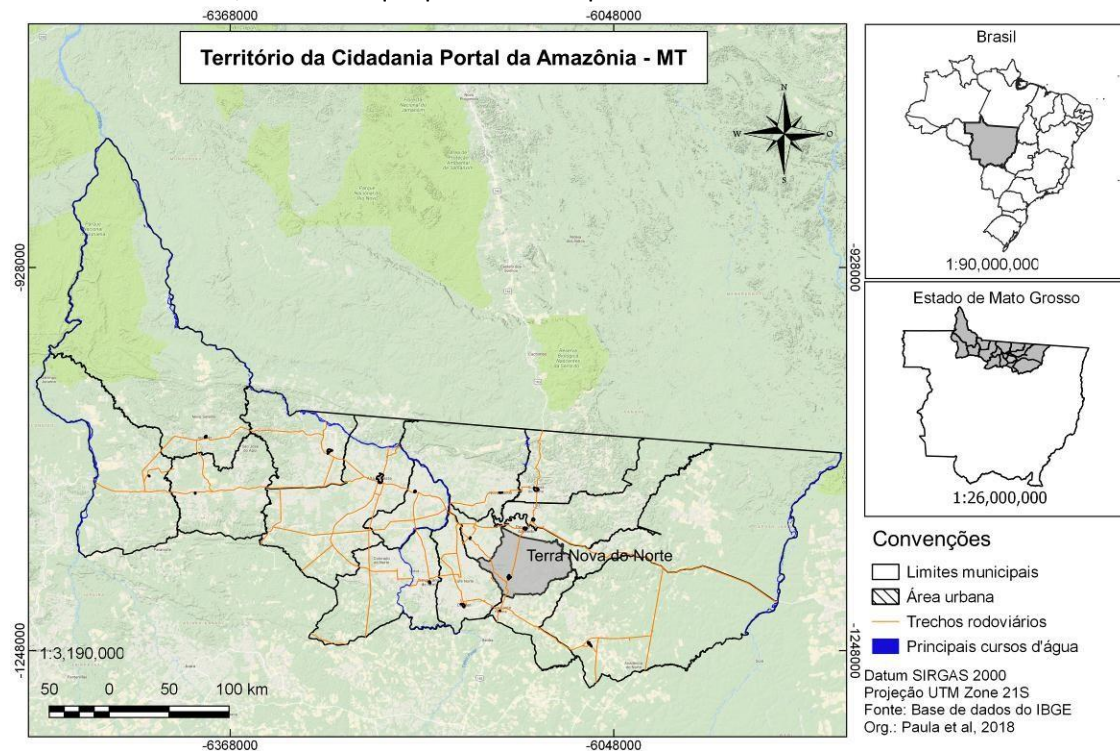 -6368000
-6048000
Território da Cidadania Portal da Amazônia - MT
N
W
O
S
-928000
-928000
Terra Nova do Norte
1:3,190,000
50 0 50 100 km
-1248000
-1248000
-6368000
-6048000
Brasil
1:90,000,000
Estado de Mato Grosso
1:26,000,000
Convenções
Limites municipais
Área urbana
Trechos rodoviários
Principais cursos d'água
Datum SIRGAS 2000
Projeção UTM Zone 21S
Fonte: Base de dados do IBGE
Org.: Paula et al, 2018